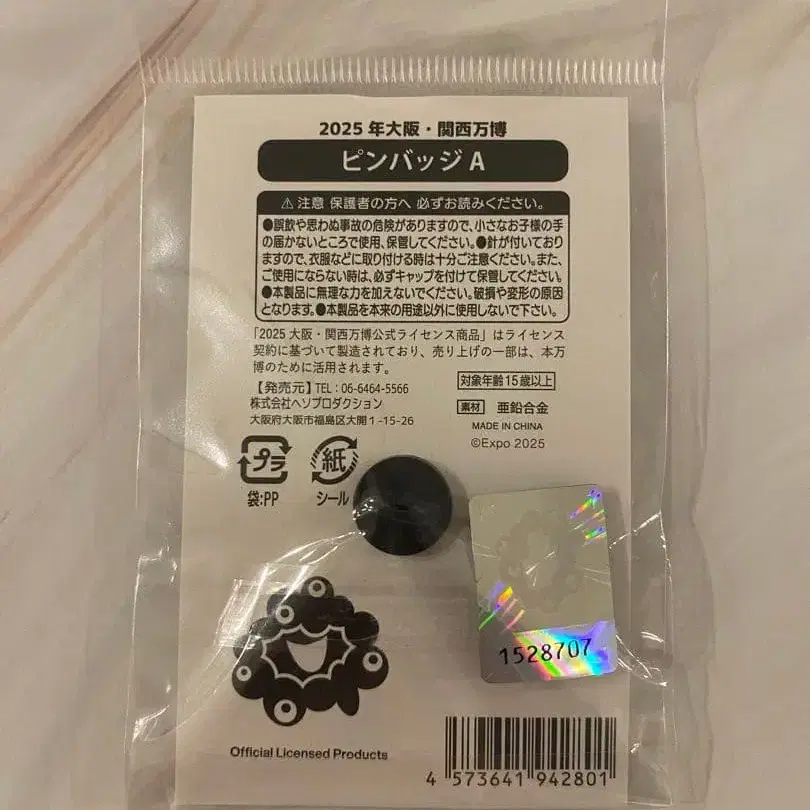 2025年大阪・関西万博
ピンバッジA
⚠注意 保護者の方へ 必ずお読みください。
●誤飲や思わぬ事故の危険がありますので、小さなお子様の手
の届かないところで使用、保管してください。●針が付いており
ますので、衣服などに取り付ける時は十分ご注意ください。また、
ご使用にならない時は、必ずキャップを付けて保管してください。
●本製品に無理な力を加えないでください。破損や変形の原因
となります。●本製品を本来の用途以外に使用しないで下さい。
「2025大阪・関西万博公式ライセンス商品」はライセンス
契約に基づいて製造されており、売り上げの一部は、本万
博のために活用されます。
【発売元】TEL:06-6464-5566
株式会社ヘソプロダクション
大阪府大阪市福島区大開1-15-26
対象年齢15歳以上
素材 亜鉛合金
MADE IN CHINA
©Expo 2025
プラ 紙
袋:PP シール
1528707
Official Licensed Products
4 573641 942801